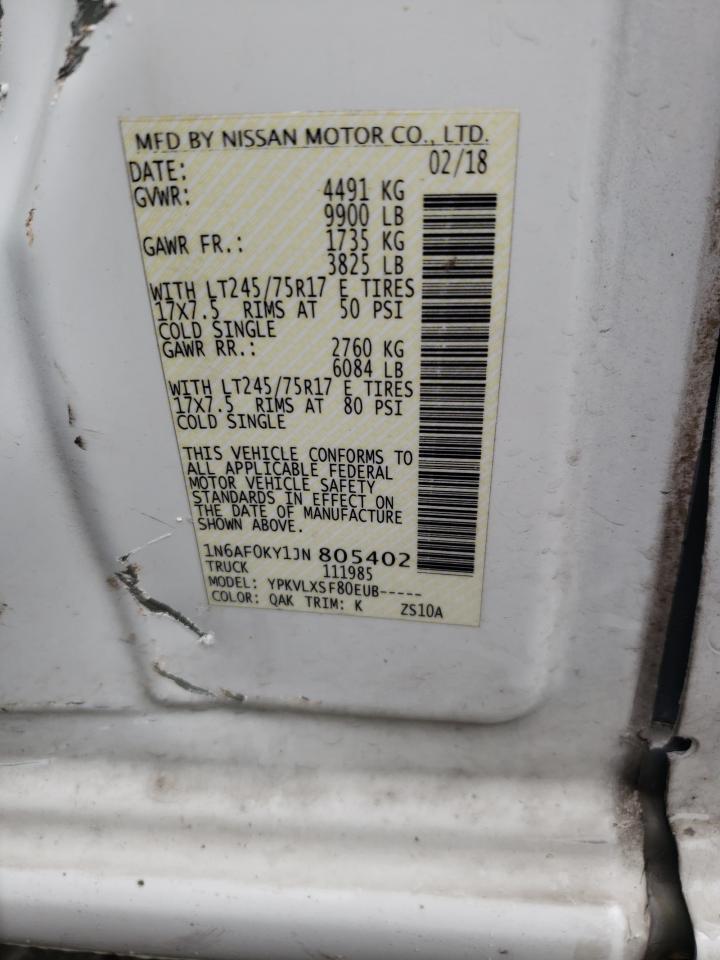 MFD BY NISSAN MOTOR CO., LTD.
DATE: 02/18
GVWR: 4491 KG
9900 LB
GAWR FR.: 1735 KG
3825 LB
WITH LT245/75R17 E TIRES
17X7.5 RIMS AT 50 PSI
COLD SINGLE
GAWR RR.: 2760 KG
6084 LB
WITH LT245/75R17 E TIRES
17X7.5 RIMS AT 80 PSI
COLD SINGLE
THIS VEHICLE CONFORMS TO
ALL APPLICABLE FEDERAL
MOTOR VEHICLE SAFETY
STANDARDS IN EFFECT ON
THE DATE OF MANUFACTURE
SHOWN ABOVE.
1N6AF0KY1JN 805402
TRUCK 111985
MODEL: YPKVLXSF80EUB-----
COLOR: QAK TRIM: K ZS10A